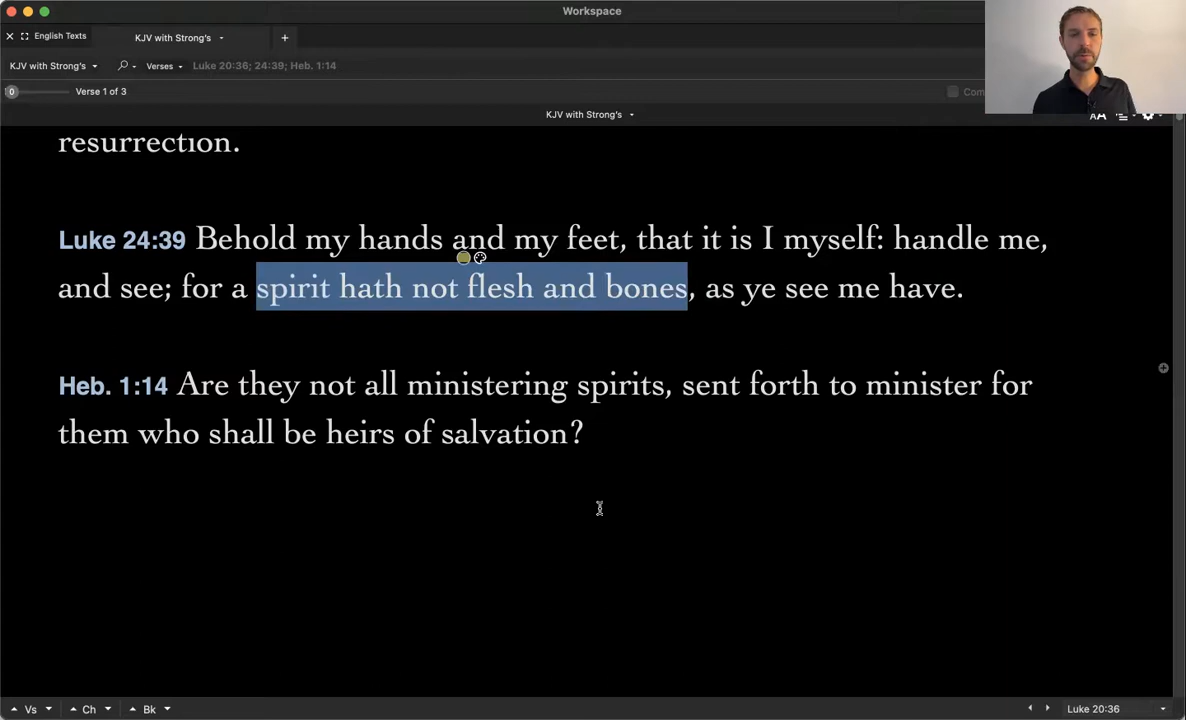 Workspace
English Texts
KJV with Strong's
+
KJV with Strong's
Verses
Luke 20:36; 24:39; Heb. 1:14
0
Verse 1 of 3
Com
KJV with Strong's
AA
resurrection.
Luke 24:39 Behold my hands and my feet, that it is I myself: handle me,
and see; for a spirit hath not flesh and bones, as ye see me have.
Heb. 1:14 Are they not all ministering spirits, sent forth to minister for
them who shall be heirs of salvation?
Vs
Ch
Bk
Luke 20:36